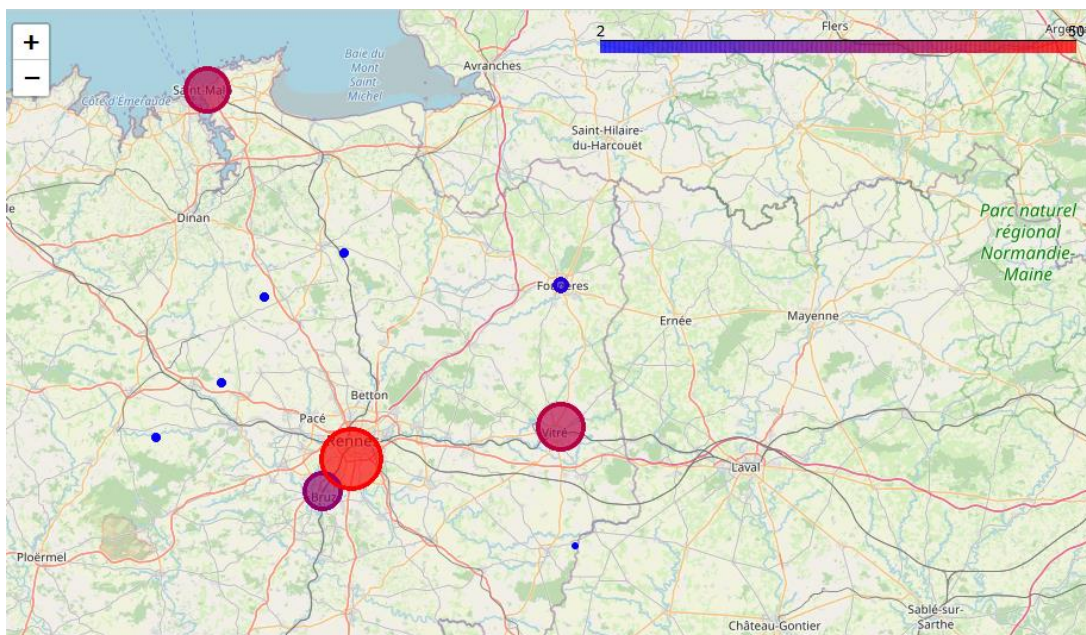 +
−
2
50
Flers
Avranches
Baie du
Mont
Saint-
Michel
Côte d'Émeraude
Saint-Malo
Saint-Hilaire-
du-Harcouët
Dinan
Parc naturel
régional
Normandie-
Maine
Fougères
Ernée
Mayenne
Betton
Pacé
Rennes
Vitré
Laval
Bruz
Ploërmel
Sablé-sur-
Sarthe
Château-Gontier